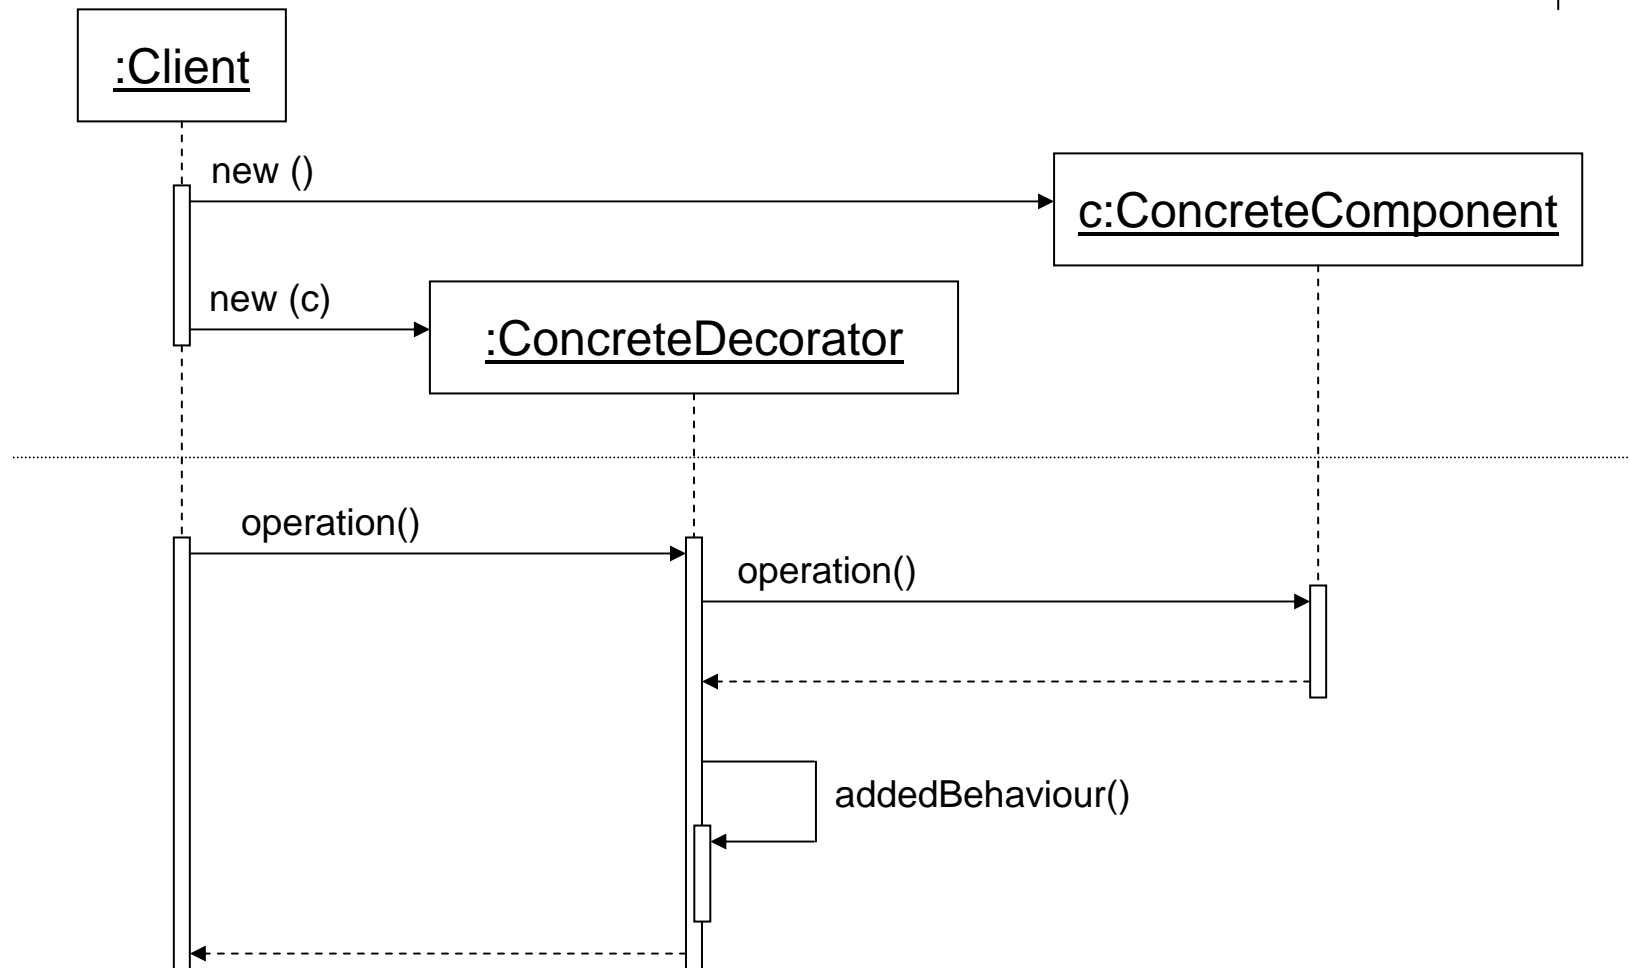 :Client
new ()
c:ConcreteComponent
new (c)
:ConcreteDecorator
operation()
operation()
addedBehaviour()